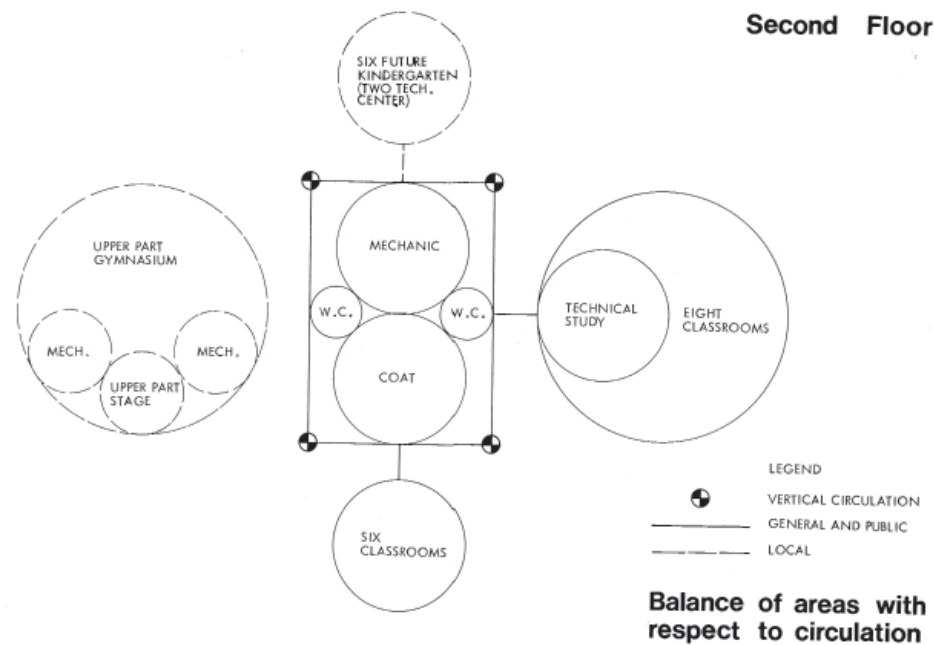 Second Floor
SIX FUTURE
KINDERGARTEN
(TWO TECH.
CENTER)
UPPER PART
GYMNASIUM
MECH.
MECH.
UPPER PART
STAGE
MECHANIC
W.C.
W.C.
COAT
TECHNICAL
STUDY
EIGHT
CLASSROOMS
SIX
CLASSROOMS
LEGEND
VERTICAL CIRCULATION
GENERAL AND PUBLIC
LOCAL
Balance of areas with
respect to circulation